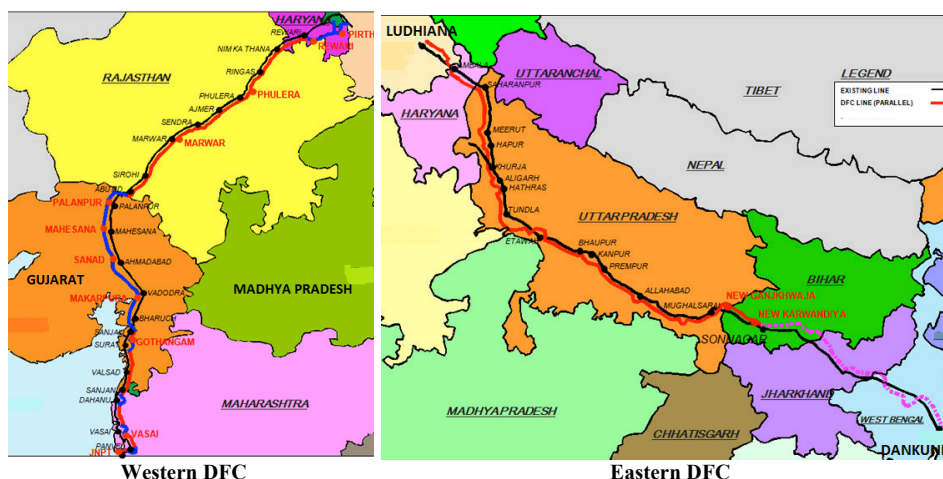 HARYANA
REWARI
PIRTH
REWARI
NIM KA THANA
RAJASTHAN
RINGAS
PHULERA
PHULERA
AJMER
SENDRA
MARWAR
MARWAR
SIROHI
ABU RD
PALANPUR
PALANPUR
MAHESANA
MAHESANA
SANAD
AHMADABAD
GUJARAT
MAKARPURA
VADODRA
MADHYA PRADESH
BHARUCH
SANJALI
GOTHANGAM
SURAT
VALSAD
SANJAN
DAHANU
MAHARASHTRA
VASAI
VASAI
PANVEL
JNPT
Western DFC
LUDHIANA
UTTARANCHAL
LEGEND
EXISTING LINE
DFC LINE (PARALLEL)
TIBET
SAHARANPUR
HARYANA
MEERUT
HAPUR
NEPAL
KHURJA
ALIGARH
HATHRAS
TUNDLA
UTTAR PRADESH
ETAWAH
BHAUPUR
KANPUR
PREMPUR
BIHAR
ALLAHABAD
MUGHALSARAI
NEW GANJKHWAJA
NEW KARWANDIYA
SONNAGAR
JHARKHAND
MADHYA PRADESH
WEST BENGAL
CHHATISGARH
DANKUNI
Eastern DFC